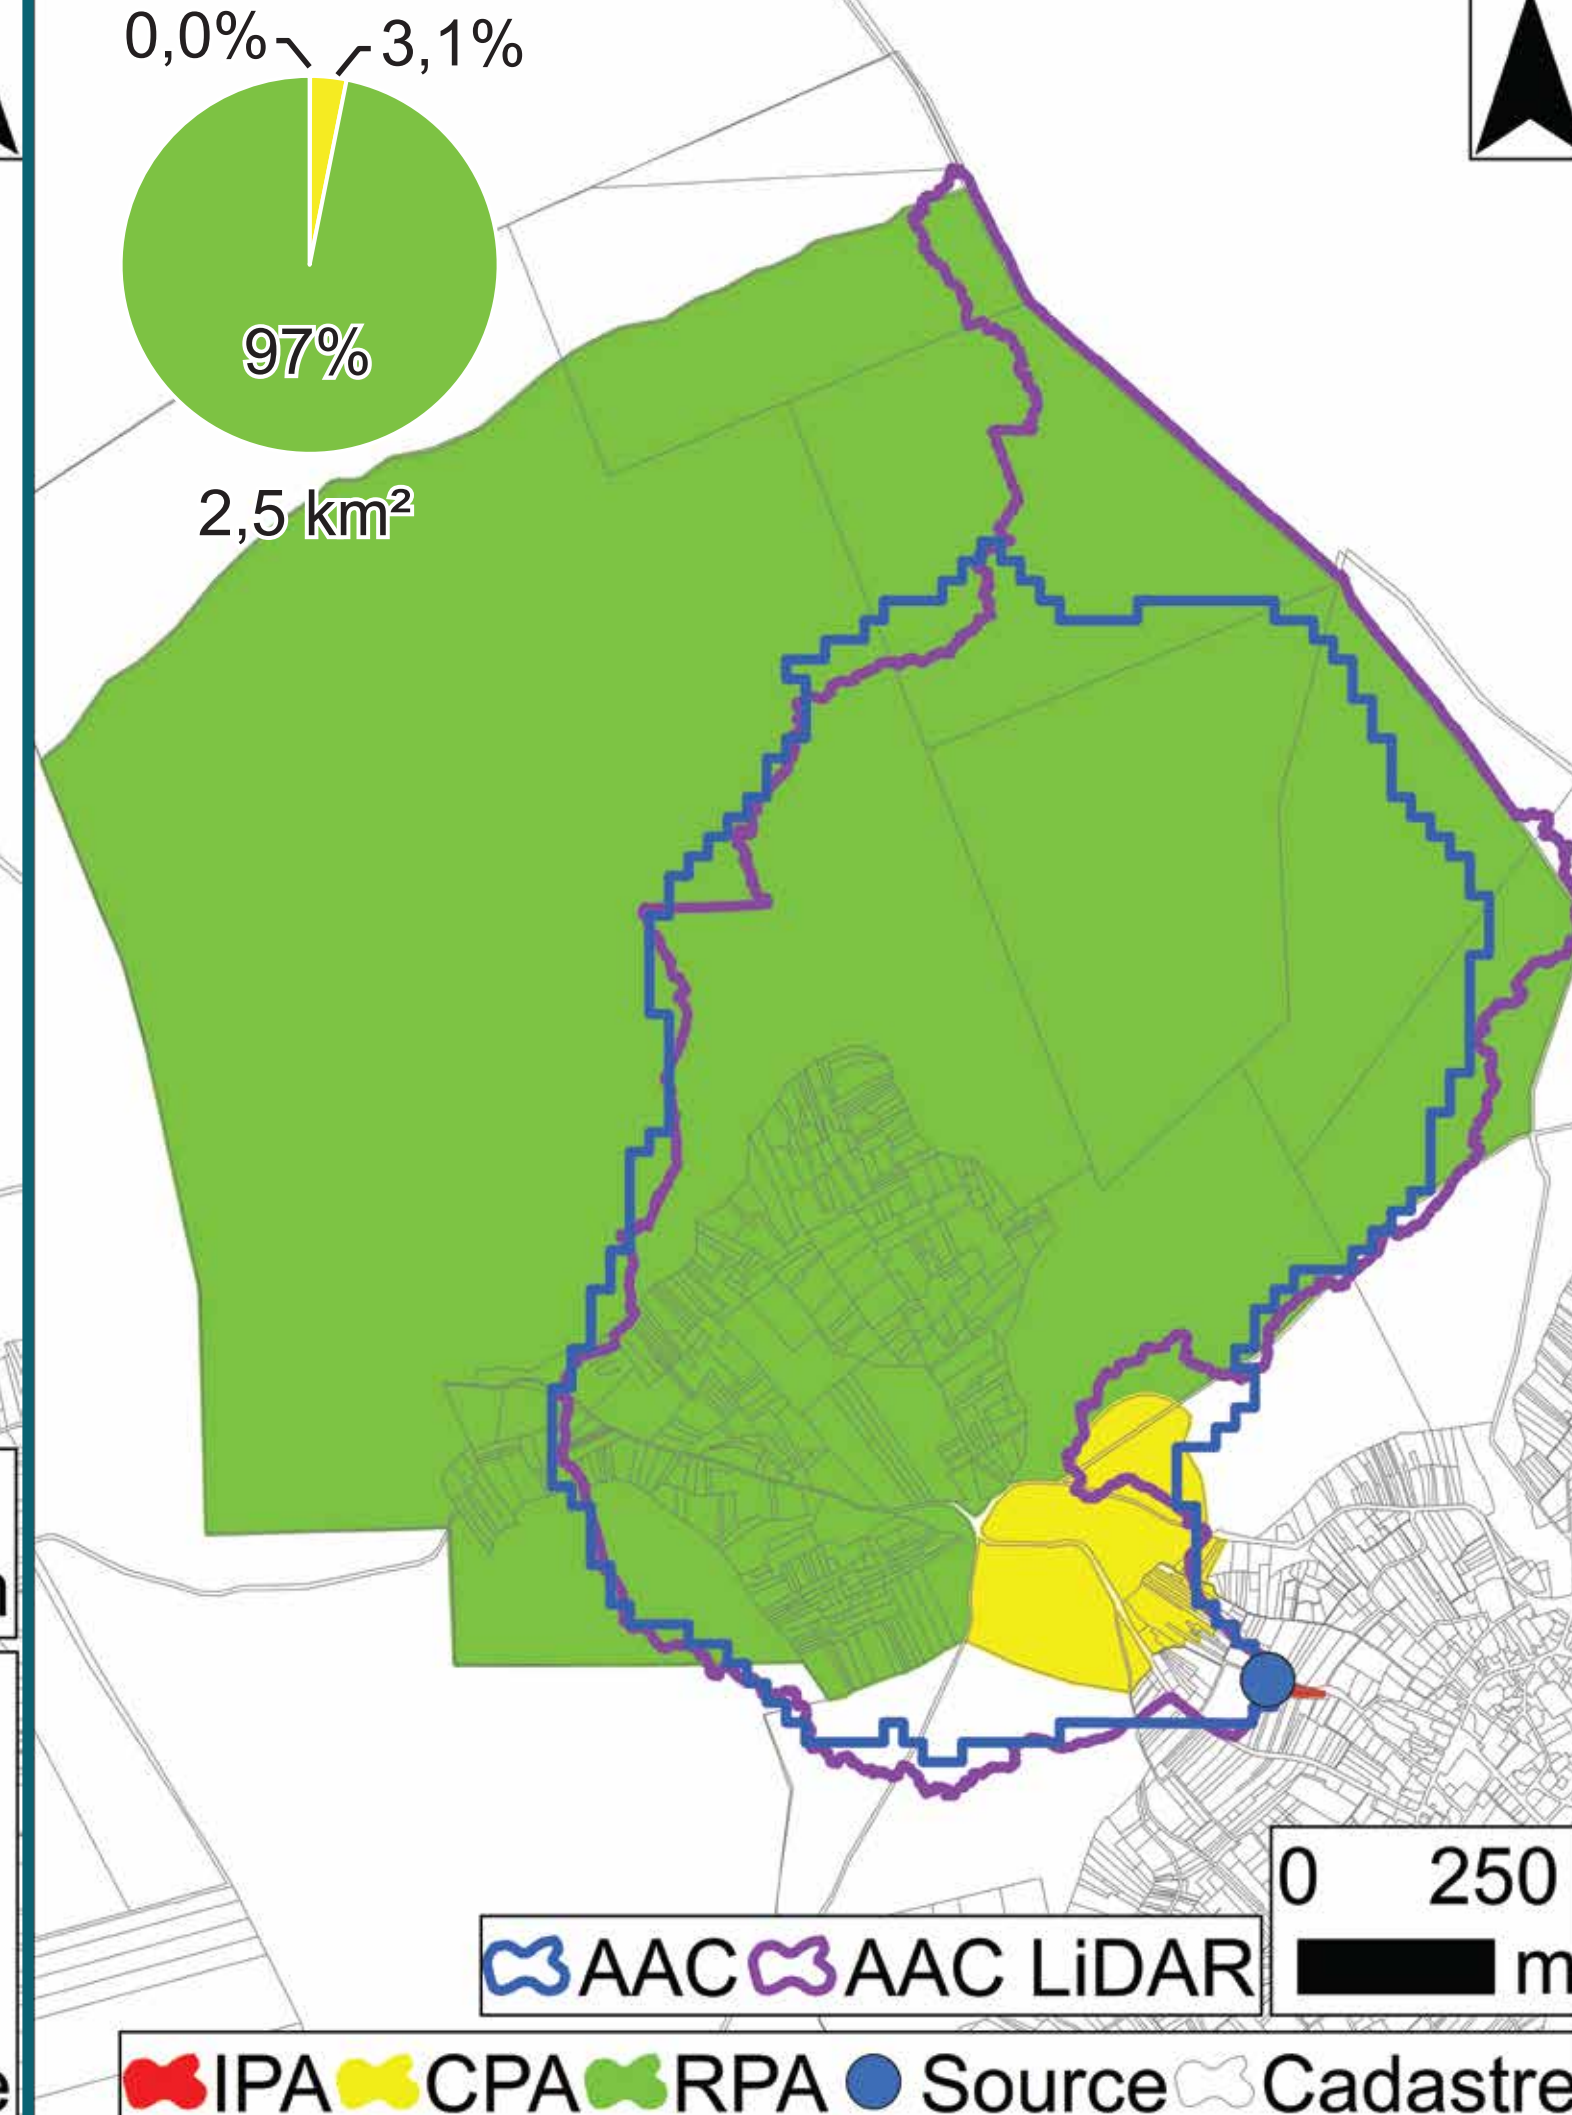 0,0%
3,1%
97%
2,5 km²
0 250
m
AAC AAC LiDAR
IPA CPA RPA Source Cadastre